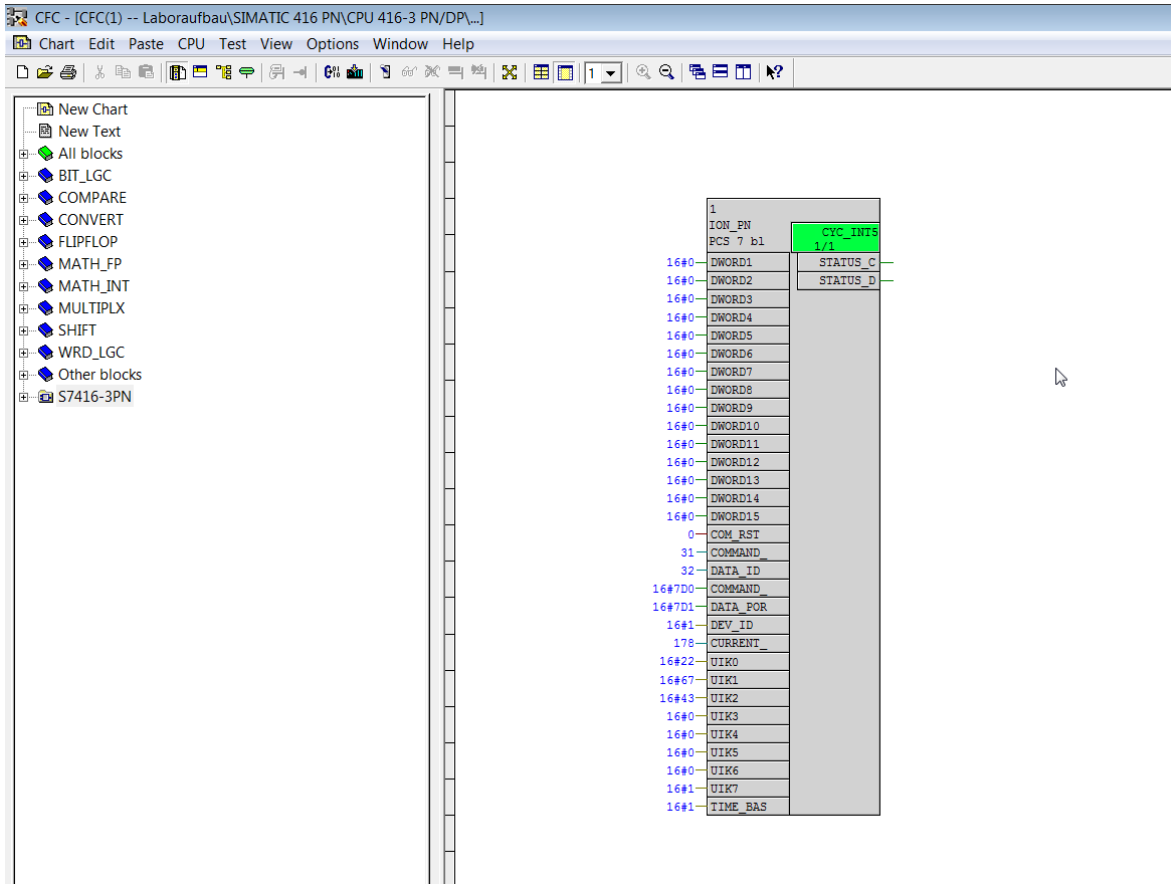 CFC - [CFC(1) -- Laboraufbau\SIMATIC 416 PN\CPU 416-3 PN/DP\...]
Chart Edit Paste CPU Test View Options Window Help
1
New Chart
New Text
All blocks
BIT_LGC
COMPARE
CONVERT
FLIPFLOP
MATH_FP
MATH_INT
MULTIPLX
SHIFT
WRD_LGC
Other blocks
S7416-3PN
1
ION_PN
PCS 7 bl
CYC_INT5
1/1
16#0 DWORD1 STATUS_C
16#0 DWORD2 STATUS_D
16#0 DWORD3
16#0 DWORD4
16#0 DWORD5
16#0 DWORD6
16#0 DWORD7
16#0 DWORD8
16#0 DWORD9
16#0 DWORD10
16#0 DWORD11
16#0 DWORD12
16#0 DWORD13
16#0 DWORD14
16#0 DWORD15
0 COM_RST
31 COMMAND_
32 DATA_ID
16#7D0 COMMAND_
16#7D1 DATA_POR
16#1 DEV_ID
178 CURRENT_
16#22 UIK0
16#67 UIK1
16#43 UIK2
16#0 UIK3
16#0 UIK4
16#0 UIK5
16#0 UIK6
16#1 UIK7
16#1 TIME_BAS